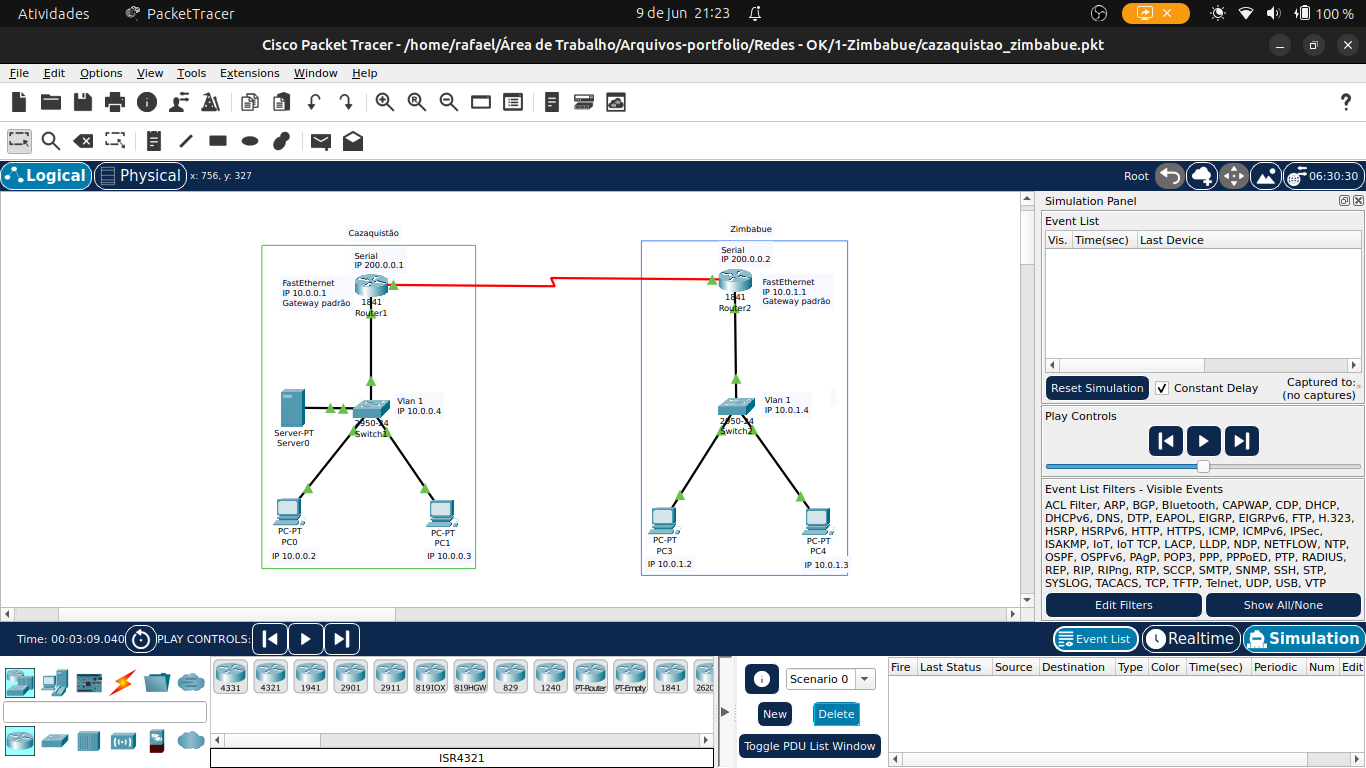 Atividades
PacketTracer
9 de jun 21:23
100 %
Cisco Packet Tracer - /home/rafael/Área de Trabalho/Arquivos-portfolio/Redes - OK/1-Zimbabue/cazaquistao_zimbabue.pkt
File Edit Options View Tools Extensions Window Help
?
Logical
Physical
x: 756, y: 327
Root
06:30:30
Cazaquistão
Serial
IP 200.0.0.1
FastEthernet
IP 10.0.0.1
Gateway padrão
1841
Router1
Vlan 1
IP 10.0.0.4
Server-PT
Server0
2950-24
Switch1
PC-PT
PC0
IP 10.0.0.2
PC-PT
PC1
IP 10.0.0.3
Zimbabue
Serial
IP 200.0.0.2
FastEthernet
IP 10.0.1.1
Gateway padrão
1841
Router2
Vlan 1
IP 10.0.1.4
2950-24
Switch2
PC-PT
PC3
IP 10.0.1.2
PC-PT
PC4
IP 10.0.1.3
Simulation Panel
Event List
Vis. Time(sec) Last Device
Reset Simulation
Constant Delay
Captured to:
(no captures)
Play Controls
Event List Filters - Visible Events
ACL Filter, ARP, BGP, Bluetooth, CAPWAP, CDP, DHCP,
DHCPv6, DNS, DTP, EAPOL, EIGRP, EIGRPv6, FTP, H.323,
HSRP, HSRPv6, HTTP, HTTPS, ICMP, ICMPv6, IPSec,
ISAKMP, IoT, IoT TCP, LACP, LLDP, NDP, NETFLOW, NTP,
OSPF, OSPFv6, PAgP, POP3, PPP, PPPoED, PTP, RADIUS,
REP, RIP, RIPng, RTP, SCCP, SMTP, SNMP, SSH, STP,
SYSLOG, TACACS, TCP, TFTP, Telnet, UDP, USB, VTP
Edit Filters
Show All/None
Time: 00:03:09.040
PLAY CONTROLS:
Event List
Realtime
Simulation
4331 4321 1941 2901 2911 819IOX 819HGW 829 1240 PT-Router PT-Empty 1841 2620
ISR4321
Scenario 0
New
Delete
Toggle PDU List Window
Fire Last Status Source Destination Type Color Time(sec) Periodic Num Edit